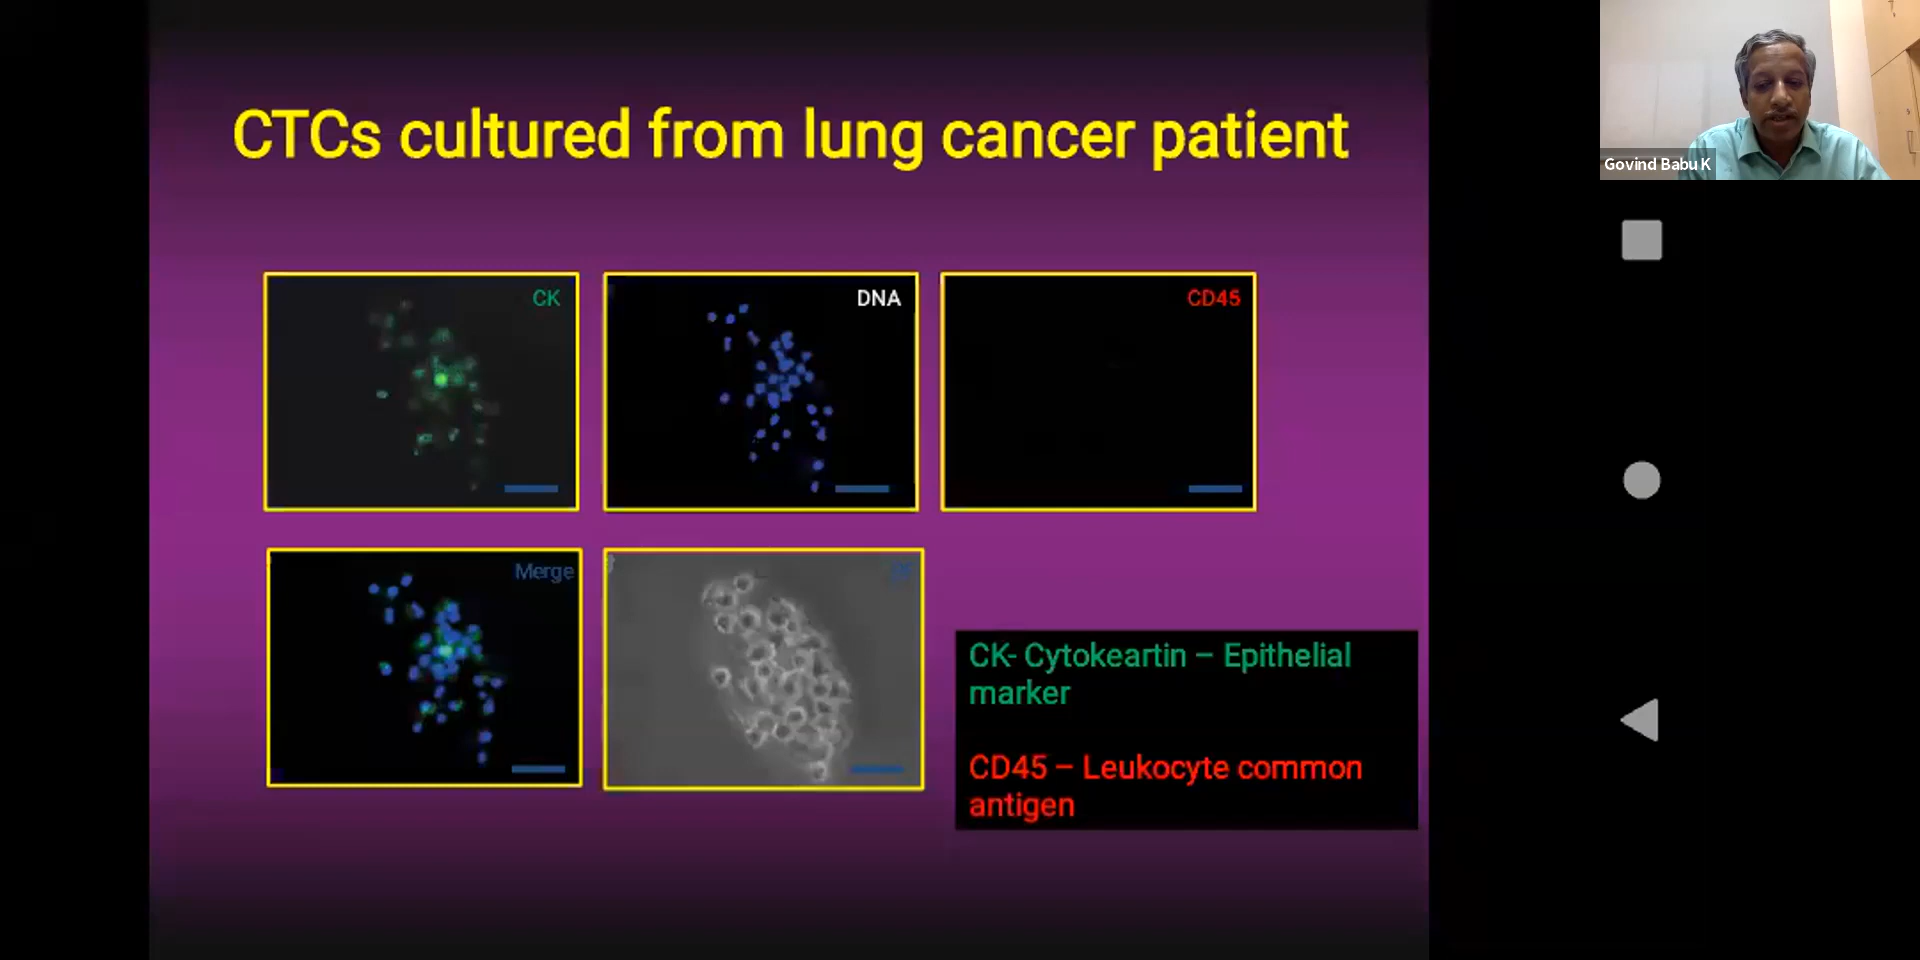 CTCs cultured from lung cancer patient
Govind Babu K
CK
DNA
CD45
Merge
CK- Cytokeartin – Epithelial
marker
CD45 – Leukocyte common
antigen